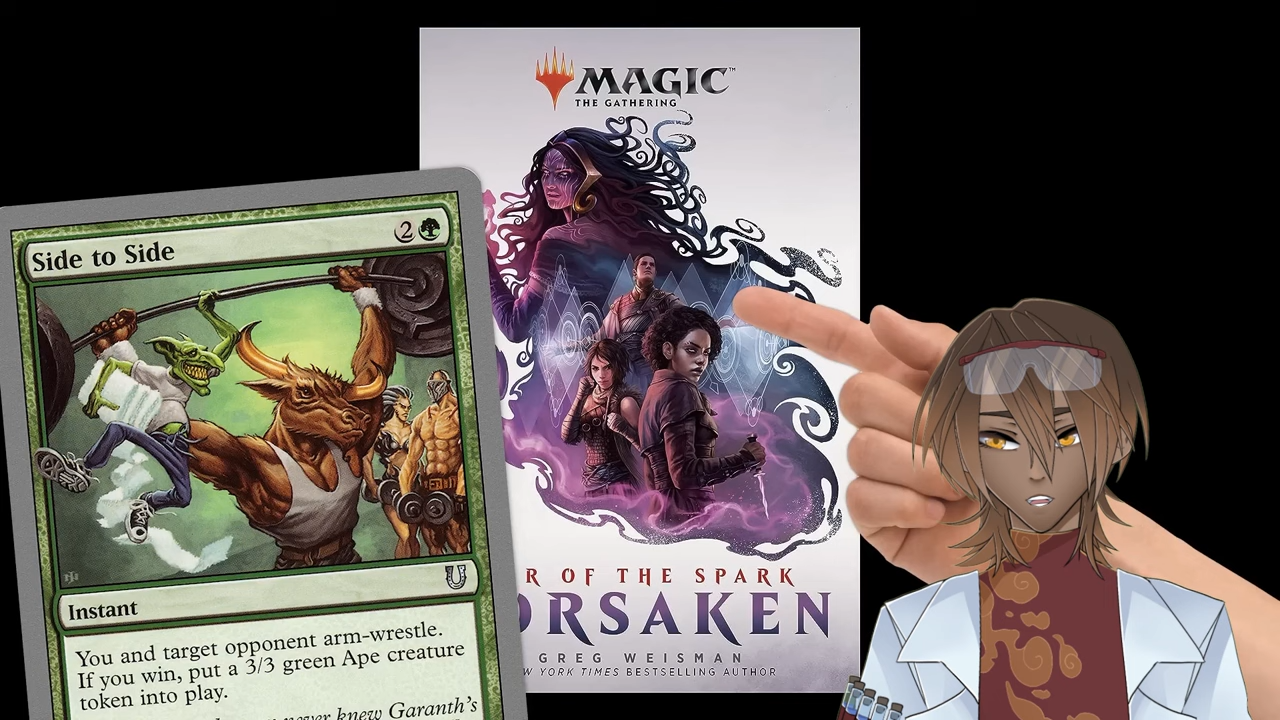 MAGIC™
THE GATHERING
Side to Side
2
Instant
You and target opponent arm-wrestle.
If you win, put a 3/3 green Ape creature
token into play.
never knew Garanth's
R OF THE SPARK
ORSAKEN
GREG WEISMAN
YORK TIMES BESTSELLING AUTHOR